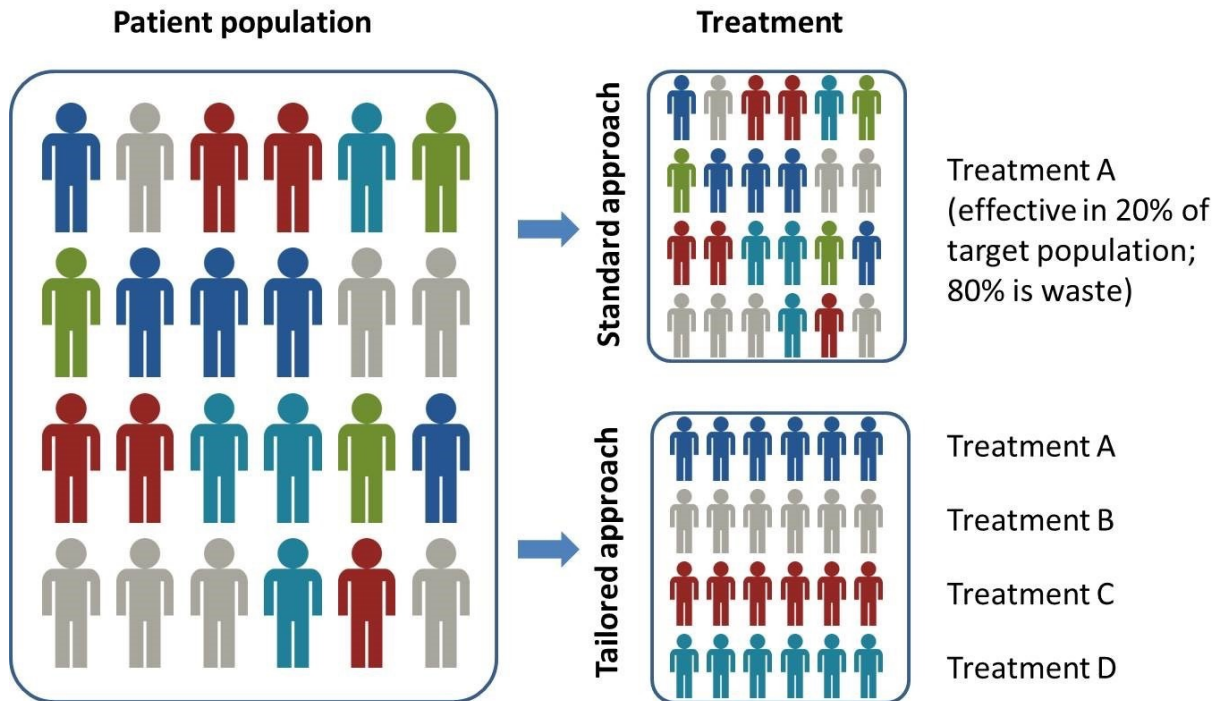 Patient population
Treatment
Standard approach
Treatment A
(effective in 20% of
target population;
80% is waste)
Tailored approach
Treatment A
Treatment B
Treatment C
Treatment D